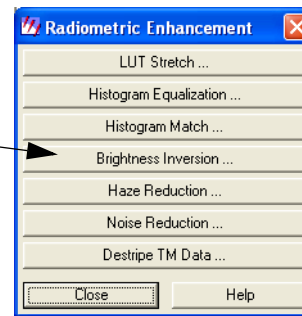 Radiometric Enhancement
LUT Stretch ...
Histogram Equalization ...
Histogram Match ...
Brightness Inversion ...
Haze Reduction ...
Noise Reduction ...
Destripe TM Data ...
Close Help